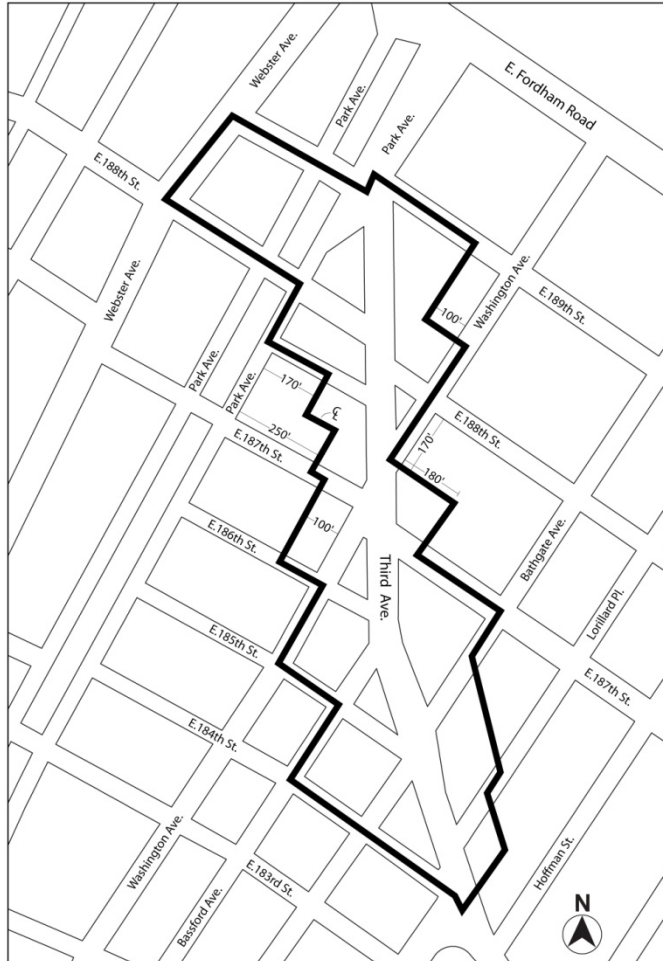 E. Fordham Road
Webster Ave.
Park Ave.
Park Ave.
E.188th St.
Washington Ave.
E.189th St.
Webster Ave.
100'
Park Ave.
Park Ave.
170'
250'
E.187th St.
E.188th St.
170'
180'
Bathgate Ave.
100'
E.186th St.
Third Ave.
Lorillard Pl.
E.185th St.
E.187th St.
E.184th St.
Washington Ave.
E.183rd St.
Hoffman St.
Bassford Ave.
N